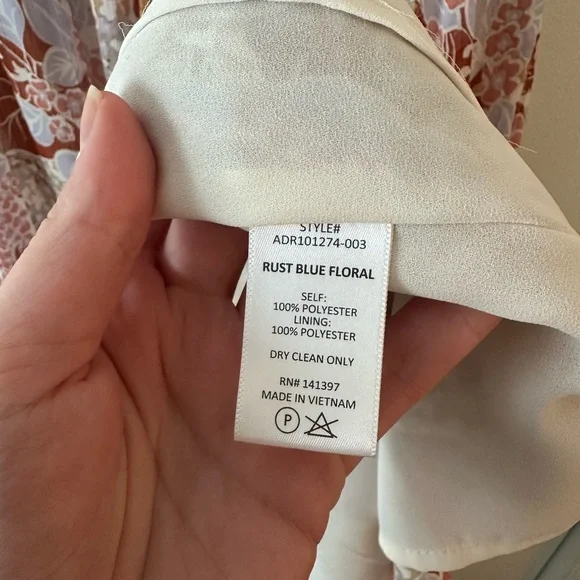 STYLE#
ADR101274-003
RUST BLUE FLORAL
SELF:
100% POLYESTER
LINING:
100% POLYESTER
DRY CLEAN ONLY
RN# 141397
MADE IN VIETNAM
P